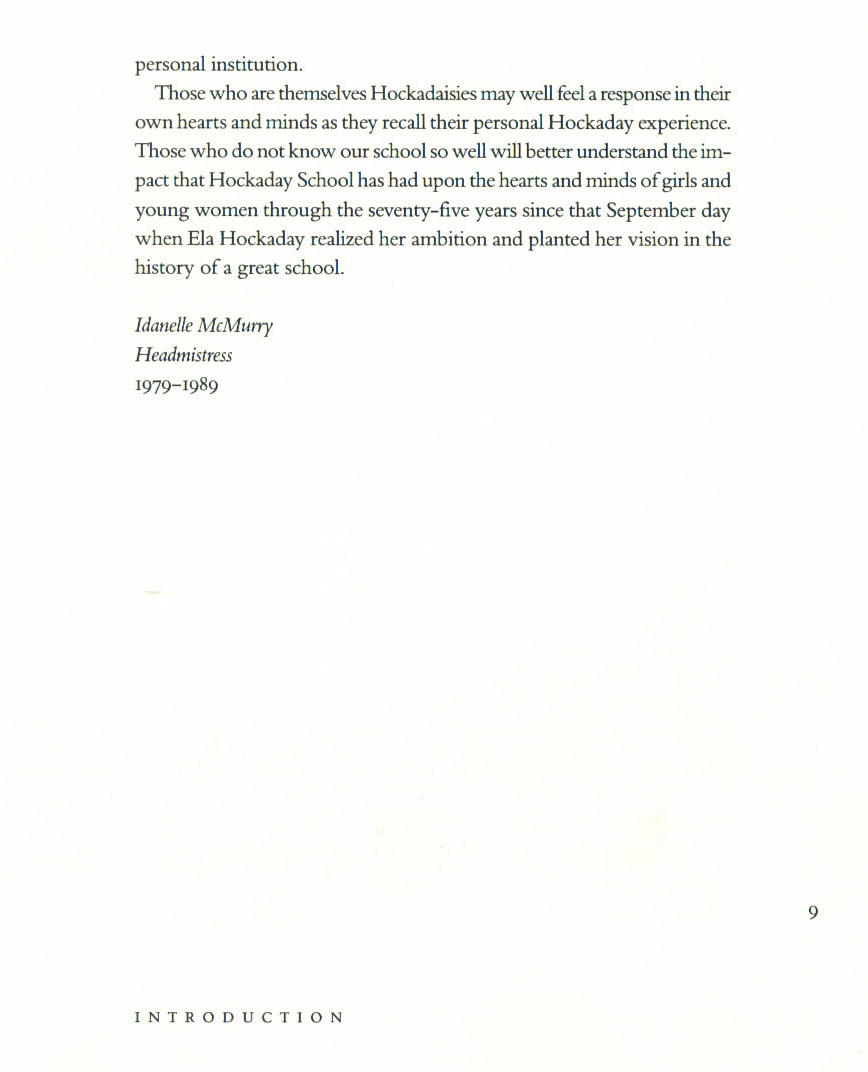 personal institution.
Those who are themselves Hockadaisies may well feel a response in their
own hearts and minds as they recall their personal Hockaday experience.
Those who do not know our school so well will better understand the im-
pact that Hockaday School has had upon the hearts and minds of girls and
young women through the seventy-five years since that September day
when Ela Hockaday realized her ambition and planted her vision in the
history of a great school.
Idanelle McMurry
Headmistress
1979–1989
9
INTRODUCTION